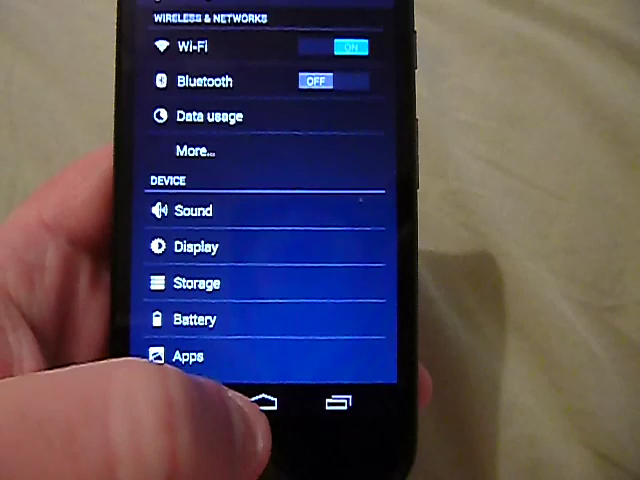 WIRELESS & NETWORKS
Wi-Fi ON
Bluetooth OFF
Data usage
More...
DEVICE
Sound
Display
Storage
Battery
Apps